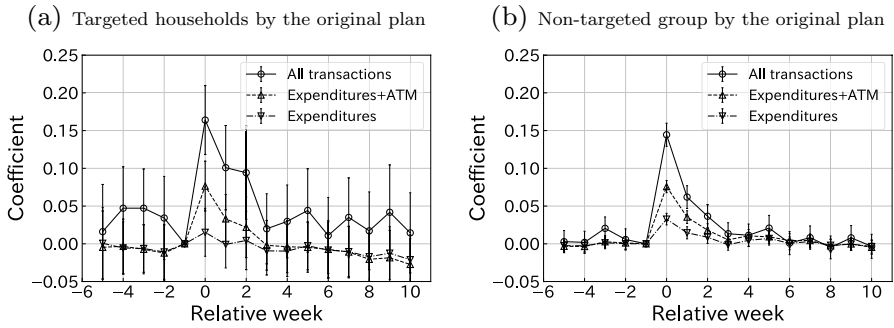 (a) Targeted households by the original plan
(b) Non-targeted group by the original plan
0.25
0.20
0.15
0.10
0.05
0.00
−0.05
Coefficient
All transactions
Expenditures+ATM
Expenditures
−6 −4 −2 0 2 4 6 8 10
Relative week
0.25
0.20
0.15
0.10
0.05
0.00
−0.05
Coefficient
All transactions
Expenditures+ATM
Expenditures
−6 −4 −2 0 2 4 6 8 10
Relative week